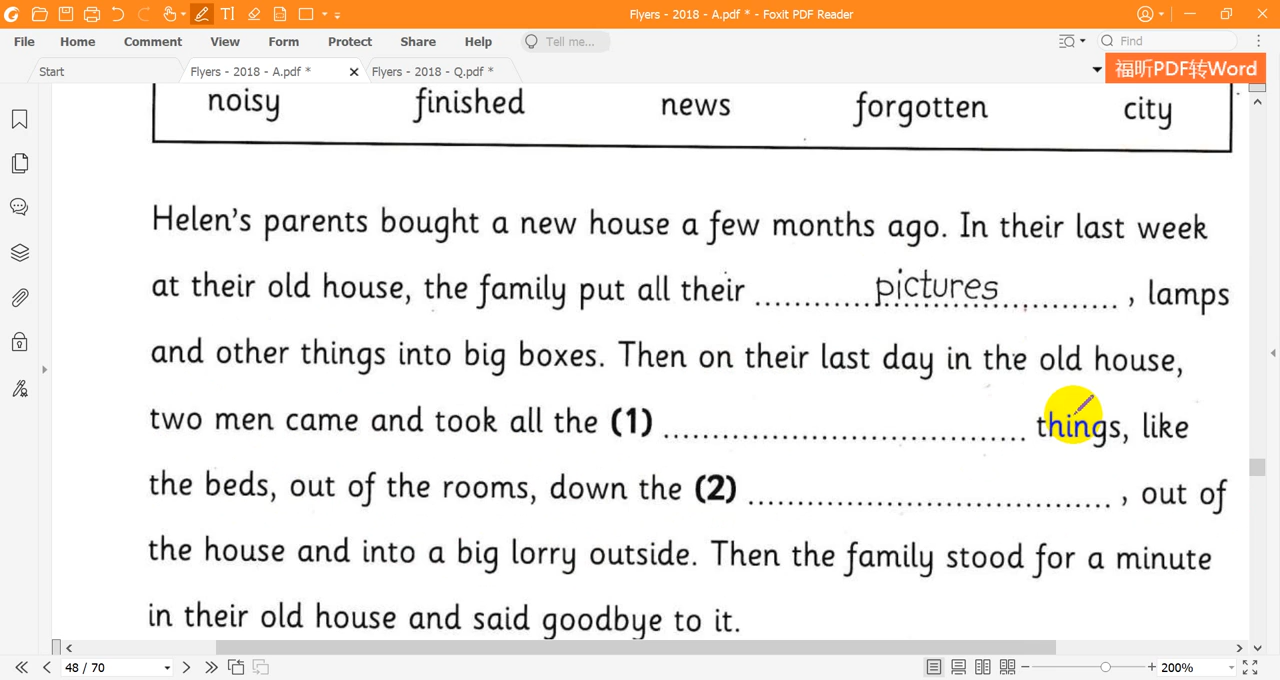 Flyers - 2018 - A.pdf * - Foxit PDF Reader
File Home Comment View Form Protect Share Help Tell me... Find
Start Flyers - 2018 - A.pdf * Flyers - 2018 - Q.pdf * 福昕PDF转Word
noisy finished news forgotten city
Helen's parents bought a new house a few months ago. In their last week
at their old house, the family put all their ........pictures........ , lamps
and other things into big boxes. Then on their last day in the old house,
two men came and took all the (1) ........ things, like
the beds, out of the rooms, down the (2) ........ , out of
the house and into a big lorry outside. Then the family stood for a minute
in their old house and said goodbye to it.
48 / 70 200%